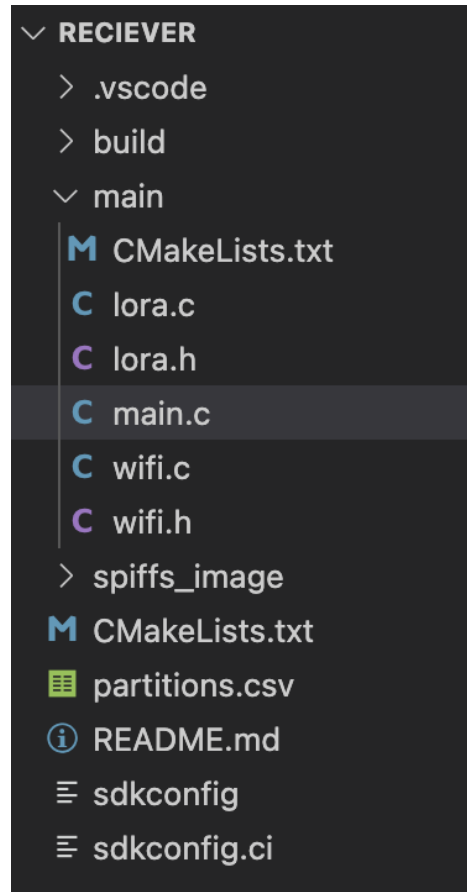 RECIEVER
.vscode
build
main
M CMakeLists.txt
C lora.c
C lora.h
C main.c
C wifi.c
C wifi.h
spiffs_image
M CMakeLists.txt
partitions.csv
README.md
sdkconfig
sdkconfig.ci